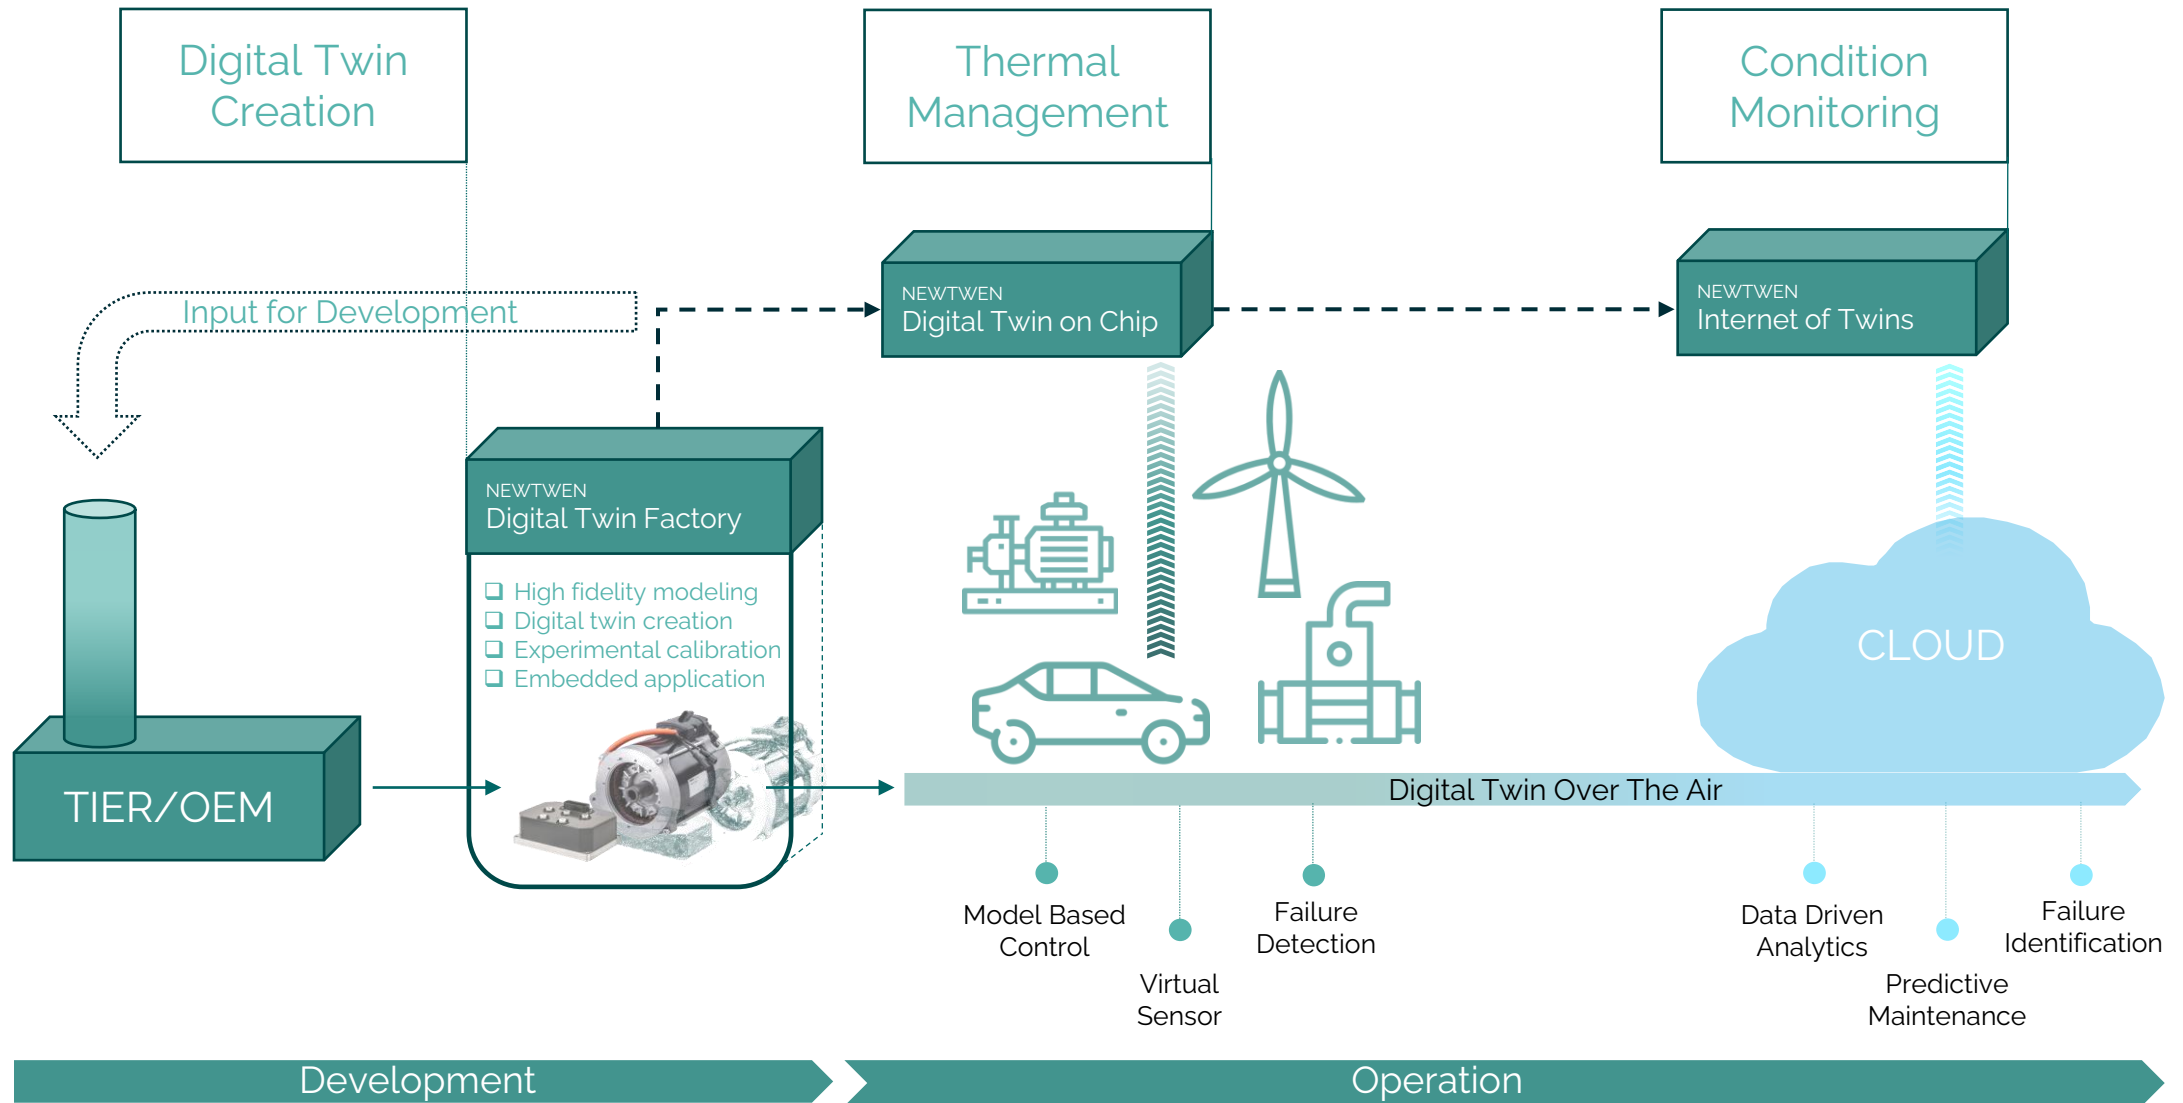 Digital Twin
Creation
Thermal
Management
Condition
Monitoring
Input for Development
NEWTWEN
Digital Twin on Chip
NEWTWEN
Internet of Twins
NEWTWEN
Digital Twin Factory
❑ High fidelity modeling
❑ Digital twin creation
❑ Experimental calibration
❑ Embedded application
TIER/OEM
CLOUD
Digital Twin Over The Air
Model Based
Control
Virtual
Sensor
Failure
Detection
Data Driven
Analytics
Predictive
Maintenance
Failure
Identification
Development
Operation